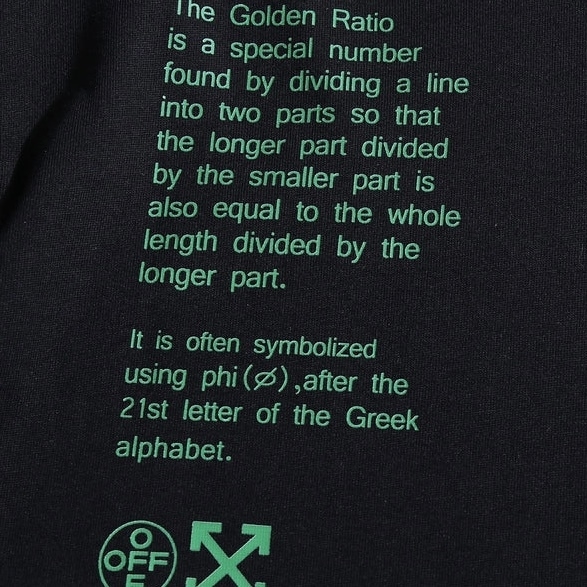 The Golden Ratio
is a special number
found by dividing a line
into two parts so that
the longer part divided
by the smaller part is
also equal to the whole
length divided by the
longer part.
It is often symbolized
using phi(∅),after the
21st letter of the Greek
alphabet.
O
OFF
F